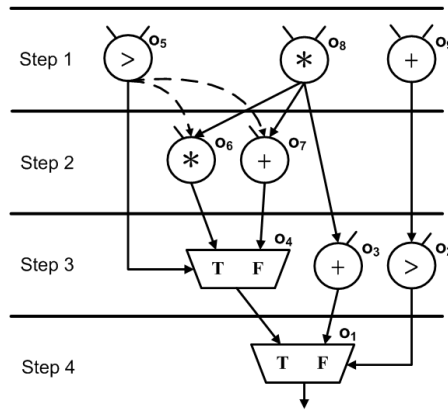 Step 1 > o5 * o8 + o
Step 2 * o6 + o7
Step 3 T F o4 + o3 > o
Step 4 T F o1